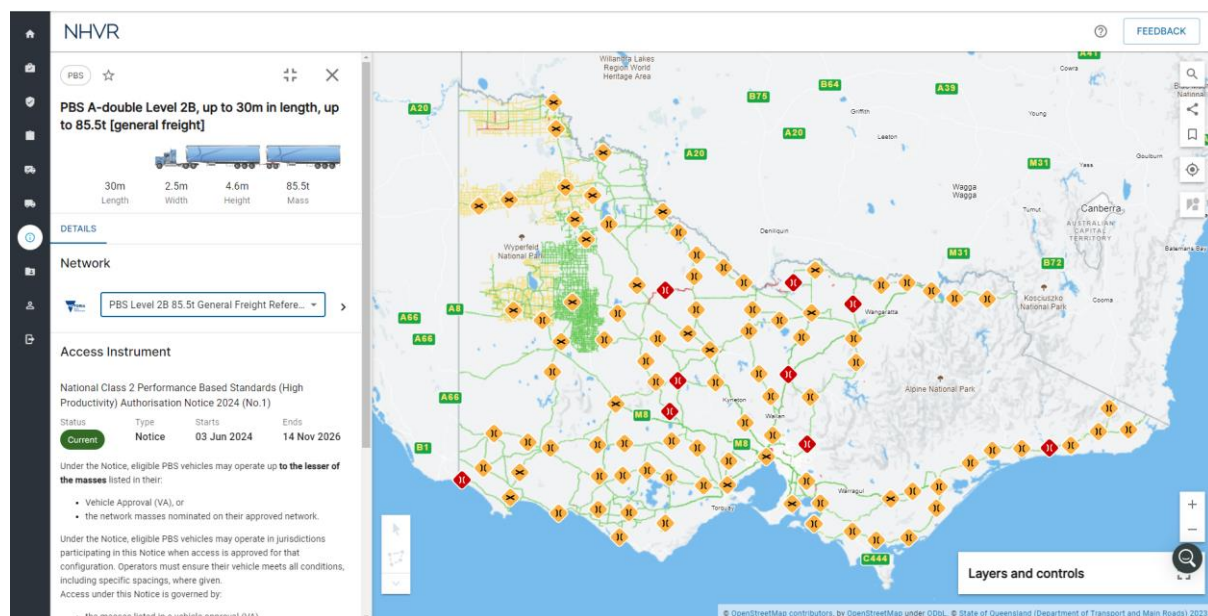 NHVR
FEEDBACK
PBS
PBS A-double Level 2B, up to 30m in length, up
to 85.5t [general freight]
30m 2.5m 4.6m 85.5t
Length Width Height Mass
DETAILS
Network
PBS Level 2B 85.5t General Freight Refere...
Access Instrument
National Class 2 Performance Based Standards (High
Productivity) Authorisation Notice 2024 (No.1)
Status Type Starts Ends
Current Notice 03 Jun 2024 14 Nov 2026
Under the Notice, eligible PBS vehicles may operate up to the lesser of
the masses listed in their:
• Vehicle Approval (VA), or
• the network masses nominated on their approved network.
Under the Notice, eligible PBS vehicles may operate in jurisdictions
participating in this Notice when access is approved for that
configuration. Operators must ensure their vehicle meets all conditions,
including specific spacings, where given.
Access under this Notice is governed by:
Willandra Lakes
Region World
Heritage Area
A41
Cowra
A20
B75
B64
A39
Griffith
Leeton
Young
A20
A20
M31
Yass
Goulburn
Wagga
Wagga
Tumut
Canberra
AUSTRALIAN
CAPITAL
TERRITORY
Batemans Bay
Deniliquin
Wyperfeld
National Park
M31
B72
Kosciuszko
National Park
Cooma
A8
A66
A66
Wangaratta
A66
Alpine National Park
Kyneton
M8
Wallan
B1
M8
Warragul
Torquay
C444
Layers and controls
© OpenStreetMap contributors, by OpenStreetMap under ODbL, © State of Queensland (Department of Transport and Main Roads) 2023